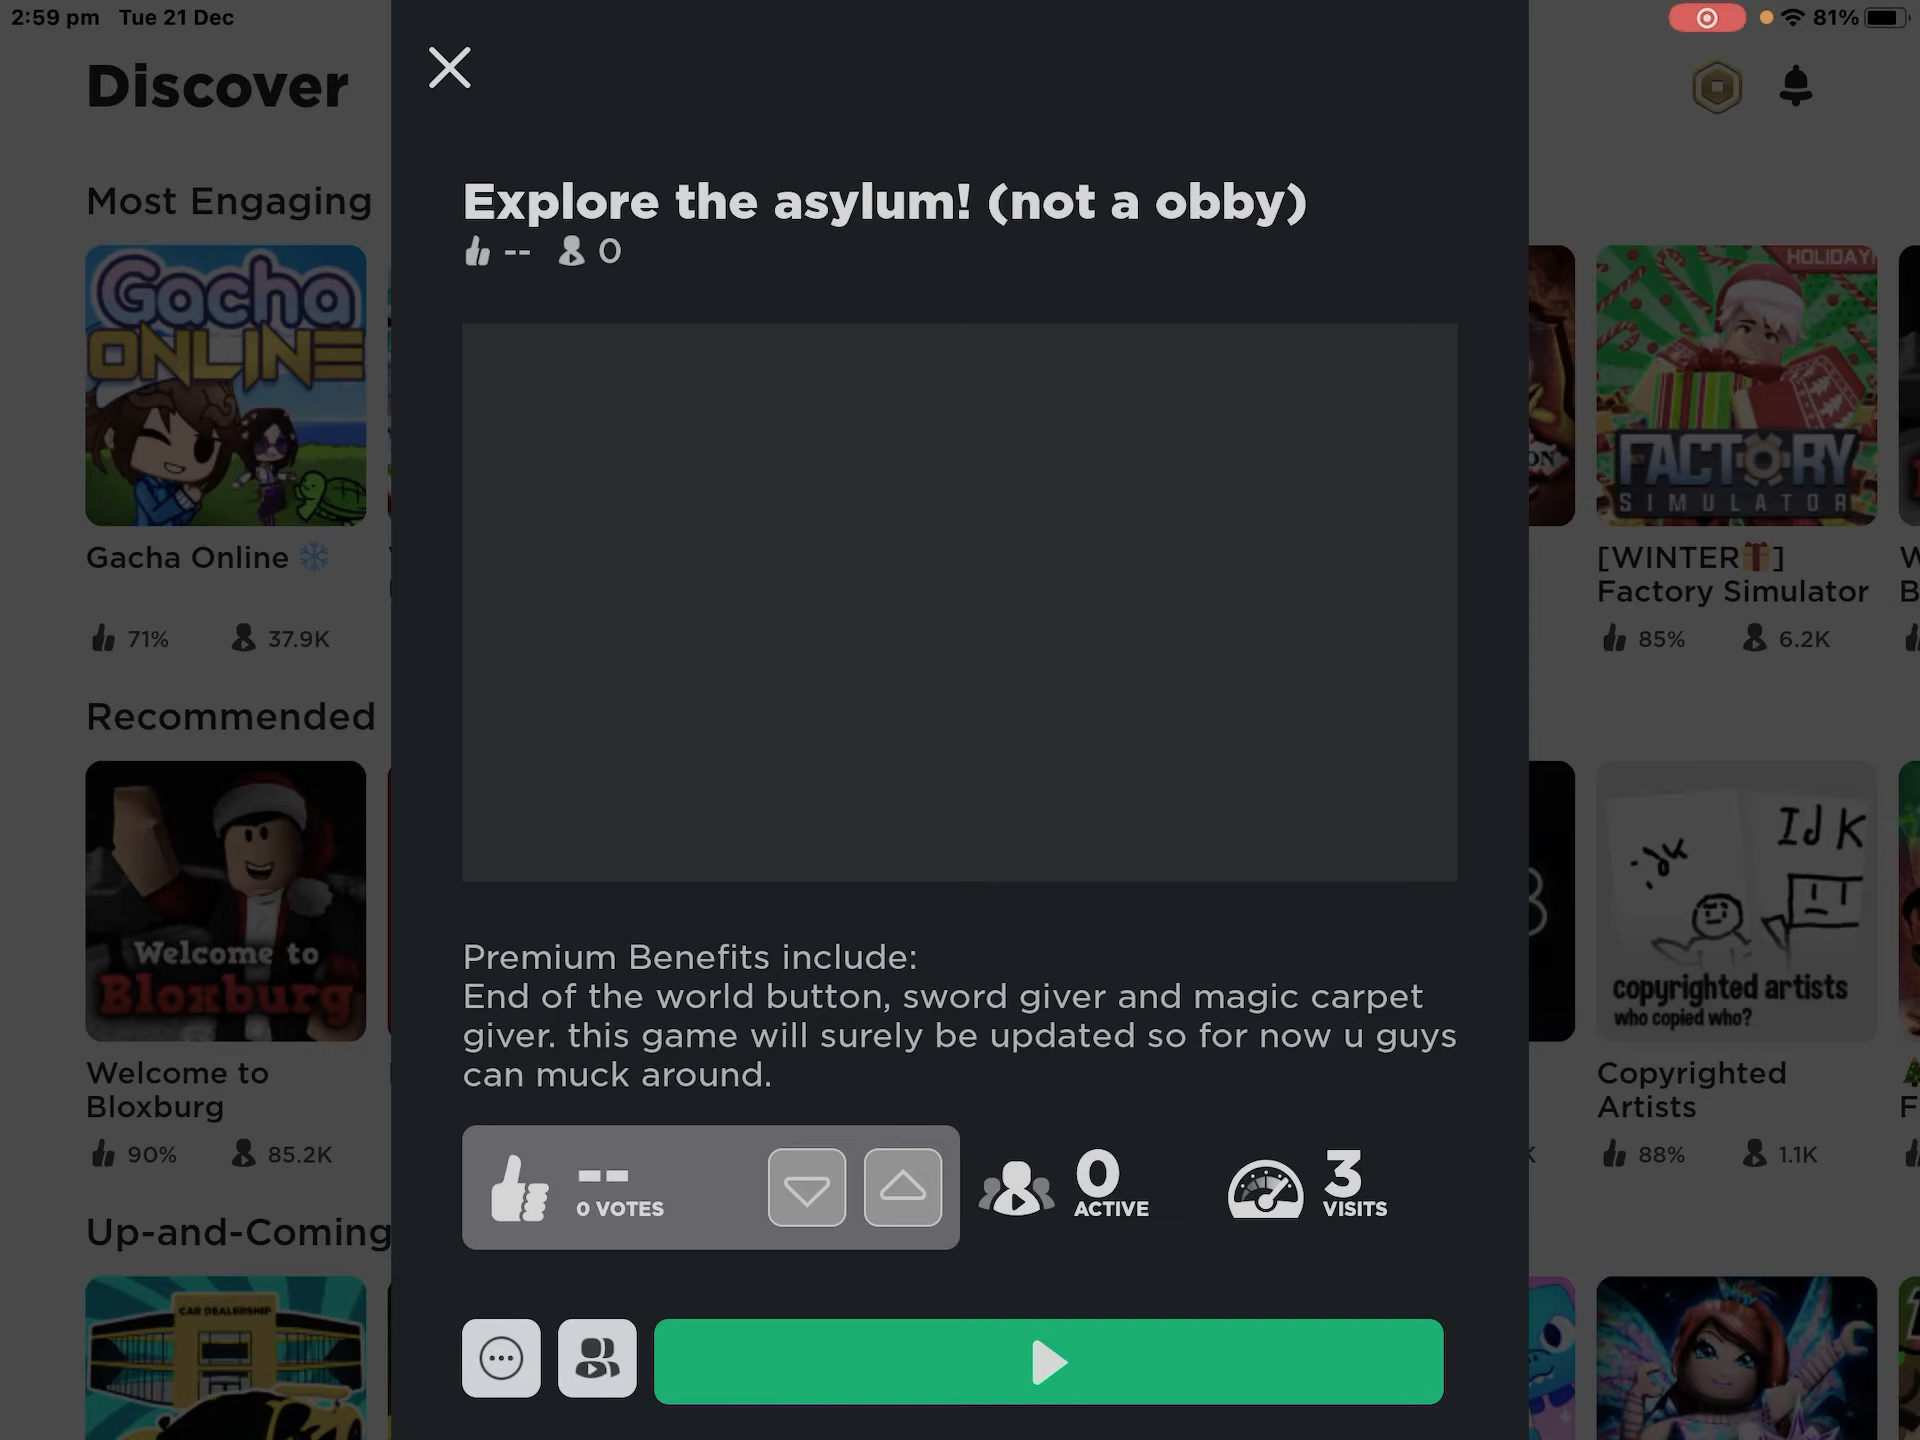 2:59 pm Tue 21 Dec
81%
Discover
Most Engaging
Gacha
ONLINE
Gacha Online
71% 37.9K
Recommended
Welcome to
Bloxburg
Welcome to
Bloxburg
90% 85.2K
Up-and-Coming
CAR DEALERSHIP
Explore the asylum! (not a obby)
-- 0
Premium Benefits include:
End of the world button, sword giver and magic carpet
giver. this game will surely be updated so for now u guys
can muck around.
--
0 VOTES
0
ACTIVE
3
VISITS
HOLIDAY!
FACTORY
SIMULATOR
[WINTER🎁]
Factory Simulator
85% 6.2K
ON
IJK
copyrighted artists
who copied who?
Copyrighted
Artists
88% 1.1K